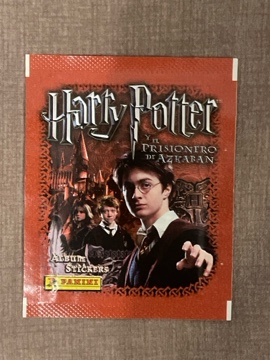 Harry Potter
Y EL
PRISIONERO
DE AZKABAN
ALBUM
STICKERS
PANINI